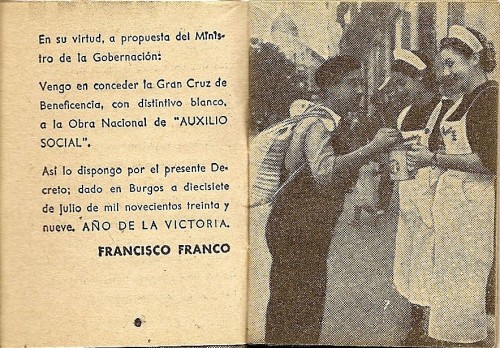 En su virtud, a propuesta del Minis-
tro de la Gobernación:
Vengo en conceder la Gran Cruz de
Beneficencia, con distintivo blanco,
a la Obra Nacional de "AUXILIO
SOCIAL".
Así lo dispongo por el presente De-
creto; dado en Burgos a diecisiete
de julio de mil novecientos treinta y
nueve. AÑO DE LA VICTORIA.
FRANCISCO FRANCO
7